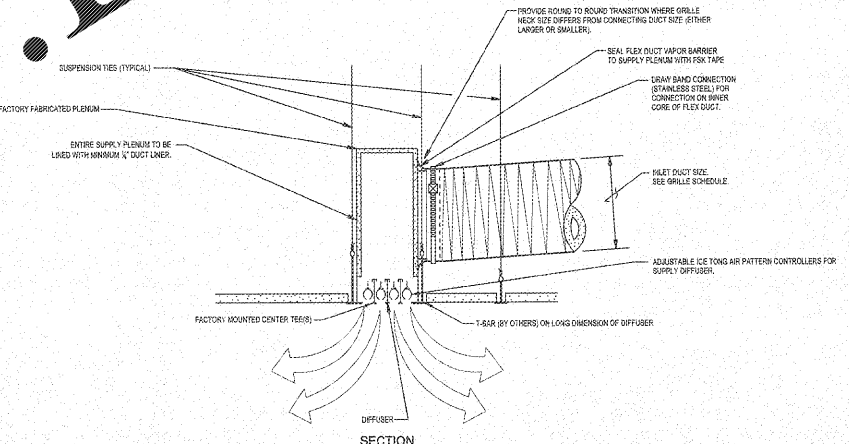 PROVIDE ROUND TO ROUND TRANSITION WHERE GRILLE
NECK SIZE DIFFERS FROM CONNECTING DUCT SIZE (EITHER
LARGER OR SMALLER).
SEAL FLEX DUCT VAPOR BARRIER
TO SUPPLY PLENUM WITH FSK TAPE
SUSPENSION TIES (TYPICAL)
DRAW BAND CONNECTION
(STAINLESS STEEL) FOR
CONNECTION ON INNER
CORE OF FLEX DUCT.
FACTORY FABRICATED PLENUM
ENTIRE SUPPLY PLENUM TO BE
LINED WITH MINIMUM DUCT LINER.
INLET DUCT SIZE.
SEE GRILLE SCHEDULE.
ADJUSTABLE ICE TONG AIR PATTERN CONTROLLERS FOR
SUPPLY DIFFUSER.
FACTORY MOUNTED CENTER TEE(S)
T-BAR (BY OTHERS) ON LONG DIMENSION OF DIFFUSER
DIFFUSER
SECTION